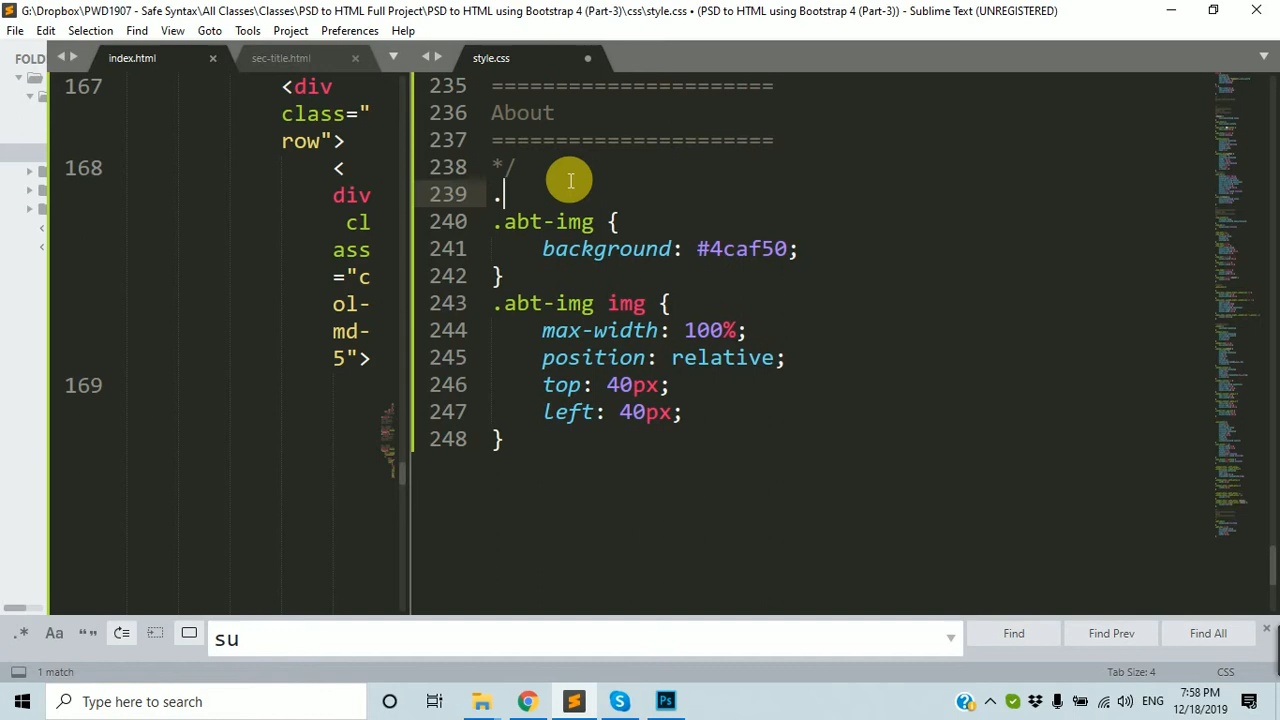 G:\Dropbox\PWD1907 - Safe Syntax\All Classes\Classes\PSD to HTML Full Project\PSD to HTML using Bootstrap 4 (Part-3)\css\style.css • (PSD to HTML using Bootstrap 4 (Part-3)) - Sublime Text (UNREGISTERED)
File Edit Selection Find View Goto Tools Project Preferences Help
FOLD
index.html
sec-title.html
style.css
167 <div
class="
row">
168 <
div
cl
ass
="c
ol-
md-
5">
169
235 ======================
236 About
237 ======================
238 */
239 .
240 .abt-img {
241 background: #4caf50;
242 }
243 .abt-img img {
244 max-width: 100%;
245 position: relative;
246 top: 40px;
247 left: 40px;
248 }
.* Aa “” su Find Find Prev Find All
1 match Tab Size: 4 CSS
Type here to search
ENG
7:58 PM
12/18/2019
Ps